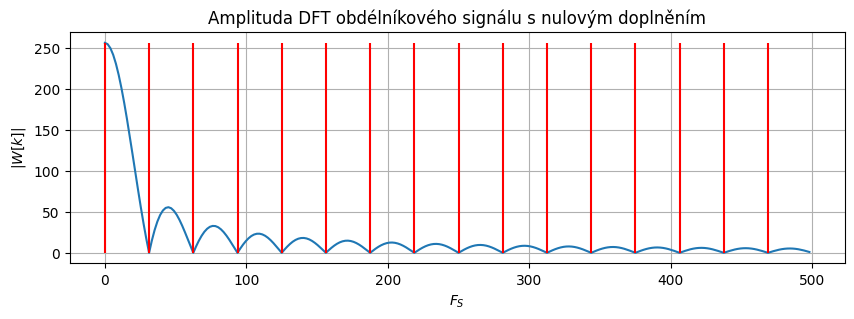 Amplituda DFT obdélníkového signálu s nulovým doplněním
|W[k]|
250
200
150
100
50
0
0 100 200 300 400 500
F_S